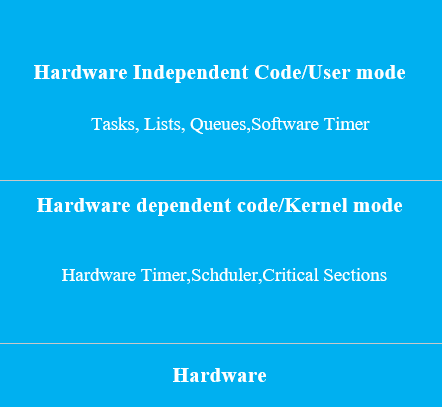 Hardware Independent Code/User mode
Tasks, Lists, Queues,Software Timer
Hardware dependent code/Kernel mode
Hardware Timer,Schduler,Critical Sections
Hardware